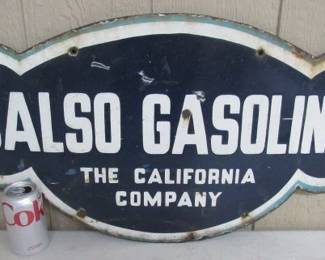 ALSO GASOLIN
THE CALIFORNIA
COMPANY
Cok